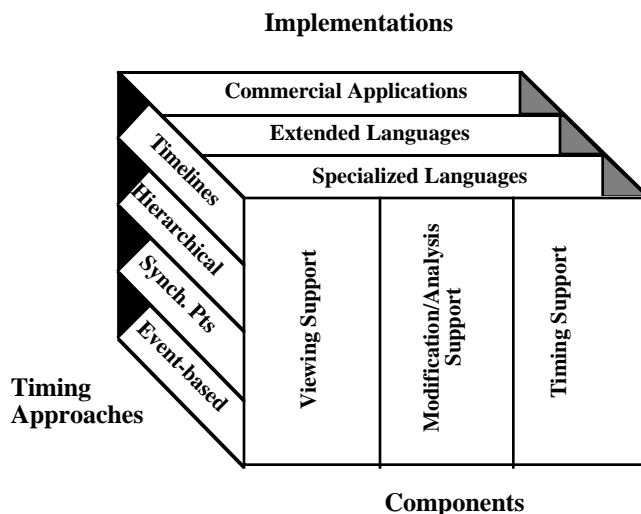 Implementations
Commercial Applications
Extended Languages
Specialized Languages
Timelines
Hierarchical
Synch. Pts
Event-based
Timing
Approaches
Viewing Support
Modification/Analysis
Support
Timing Support
Components